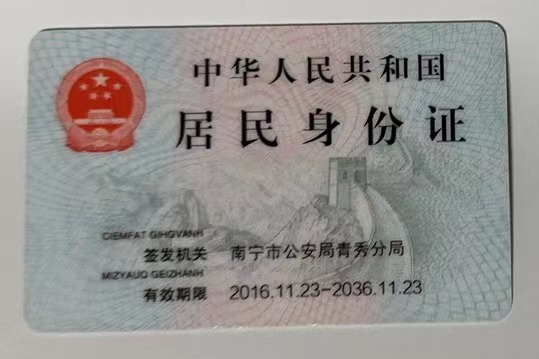 中华人民共和国
居民身份证
CIEMFAT GIHGVANH
签发机关 南宁市公安局青秀分局
MIZYAUQ GEIZHANH
有效期限 2016.11.23-2036.11.23